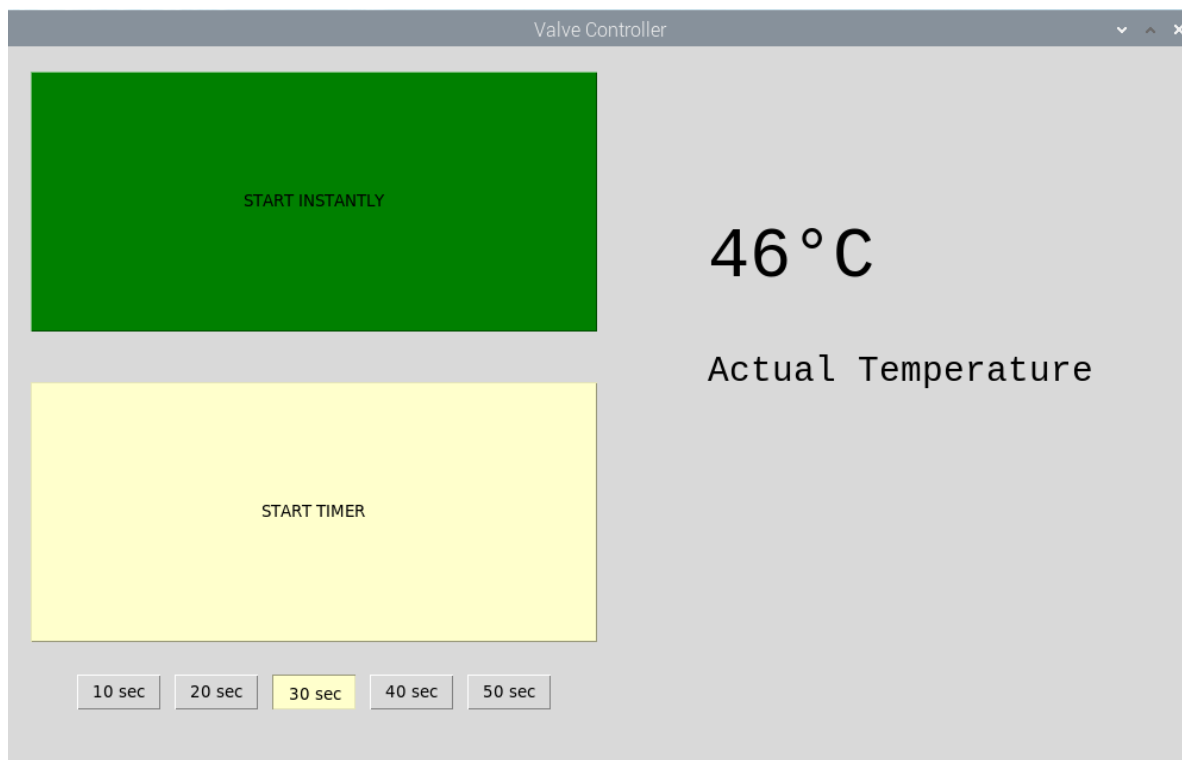 Valve Controller
START INSTANTLY
46°C
Actual Temperature
START TIMER
10 sec
20 sec
30 sec
40 sec
50 sec